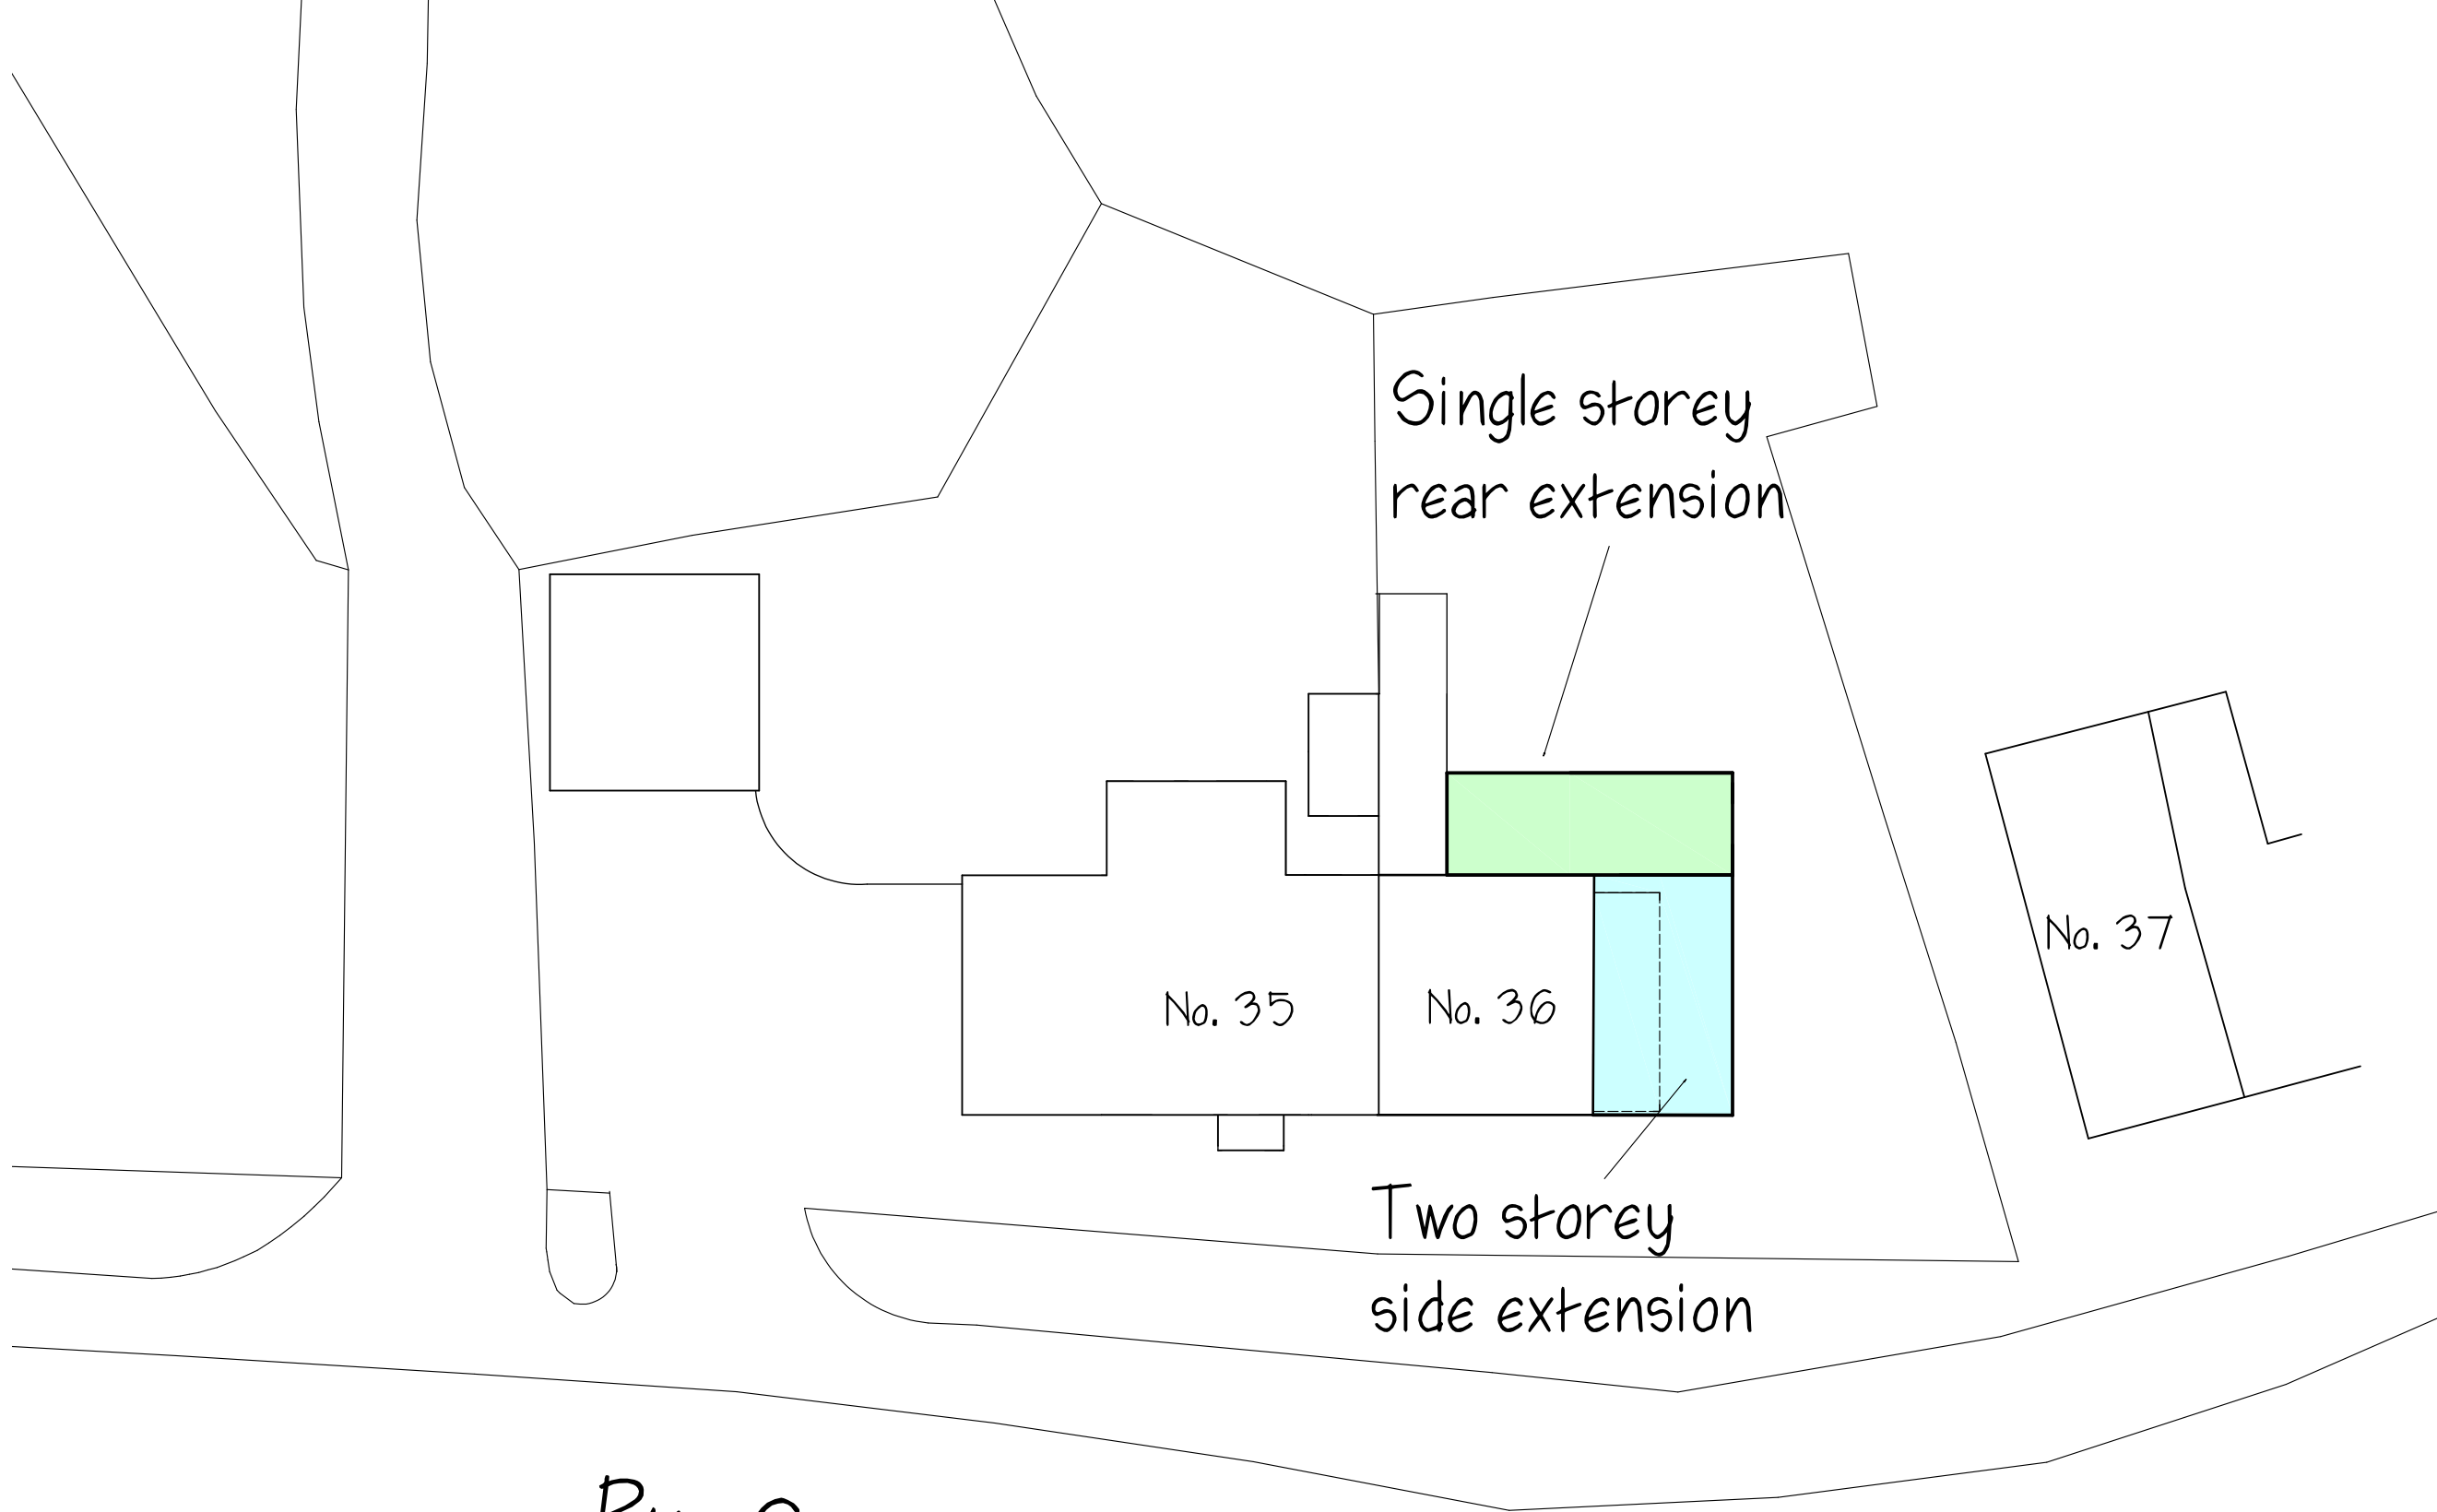 Single storey
rear extension
No. 37
No. 35
No. 36
Two storey
side extension